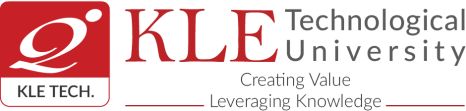 KLE TECH.
KLE Technological
University
Creating Value
Leveraging Knowledge